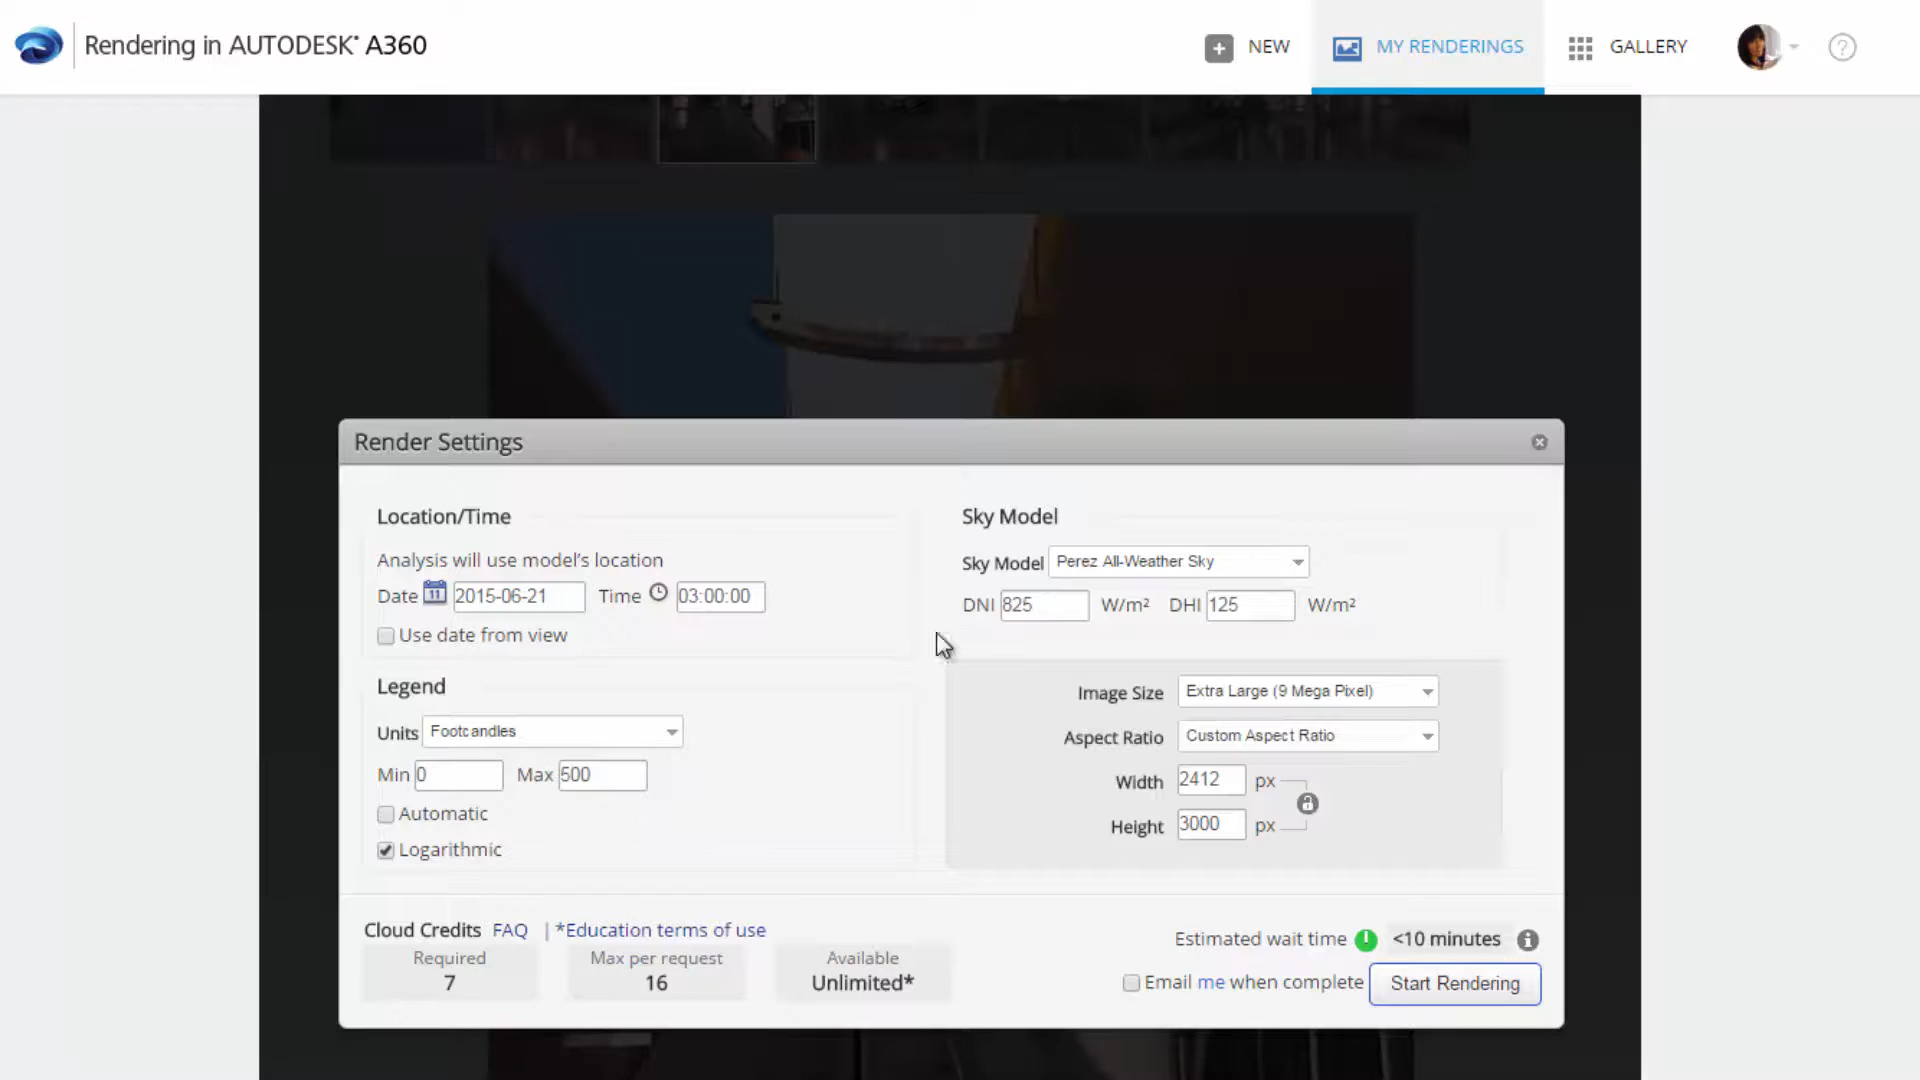 Rendering in AUTODESK® A360
NEW
MY RENDERINGS
GALLERY
?
Render Settings
Location/Time
Analysis will use model's location
Date 11 2015-06-21 Time 03:00:00
Use date from view
Legend
Units Footcandles
Min 0 Max 500
Automatic
Logarithmic
Sky Model
Sky Model Perez All-Weather Sky
DNI 825 W/m² DHI 125 W/m²
Image Size Extra Large (9 Mega Pixel)
Aspect Ratio Custom Aspect Ratio
Width 2412 px
Height 3000 px
Cloud Credits FAQ | *Education terms of use
Required
7
Max per request
16
Available
Unlimited*
Estimated wait time <10 minutes
Email me when complete
Start Rendering